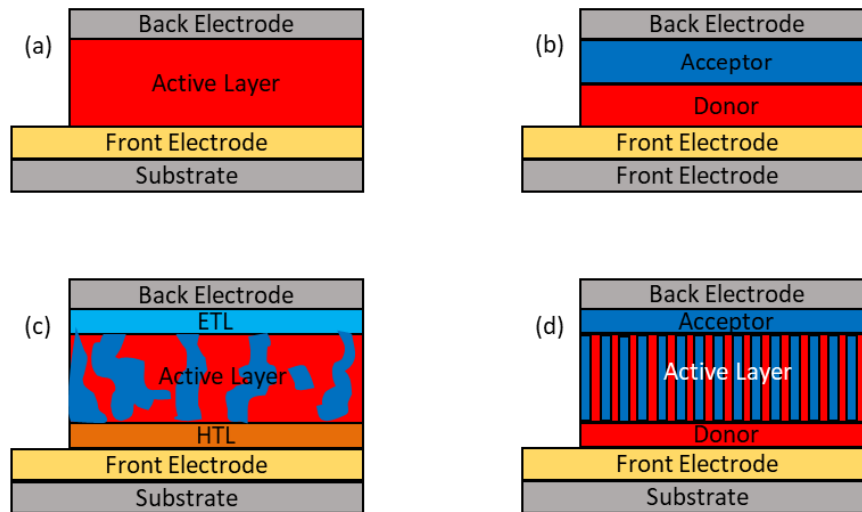 (a)
Back Electrode
Active Layer
Front Electrode
Substrate
(b)
Back Electrode
Acceptor
Donor
Front Electrode
Front Electrode
(c)
Back Electrode
ETL
Active Layer
HTL
Front Electrode
Substrate
(d)
Back Electrode
Acceptor
Active Layer
Donor
Front Electrode
Substrate